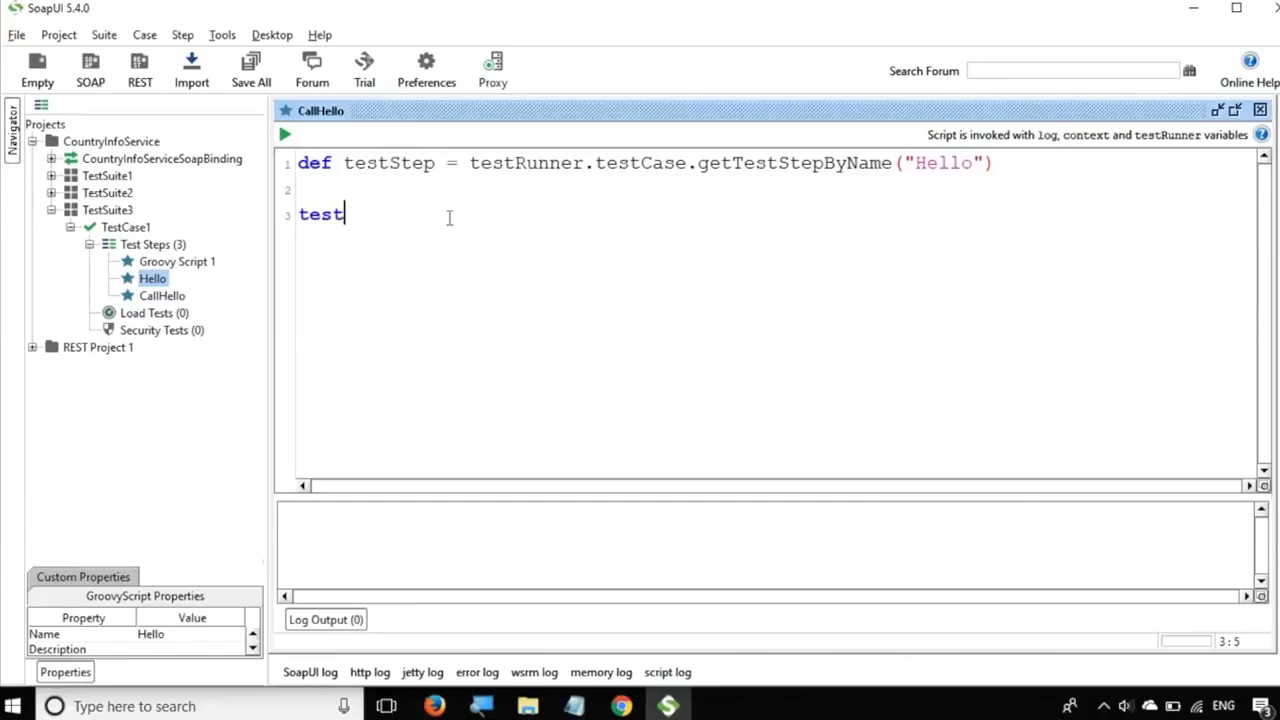 SoapUI 5.4.0
File Project Suite Case Step Tools Desktop Help
Empty SOAP REST Import Save All Forum Trial Preferences Proxy
Search Forum
Online Help
Navigator
Projects
CountryInfoService
CountryInfoServiceSoapBinding
TestSuite1
TestSuite2
TestSuite3
TestCase1
Test Steps (3)
Groovy Script 1
Hello
CallHello
Load Tests (0)
Security Tests (0)
REST Project 1
CallHello
Script is invoked with log, context and testRunner variables
1 def testStep = testRunner.testCase.getTestStepByName("Hello")
2
3 test
Log Output (0)
3 : 5
Custom Properties
GroovyScript Properties
Property Value
Name Hello
Description
Properties
SoapUI log http log jetty log error log wsrm log memory log script log
Type here to search
ENG
3